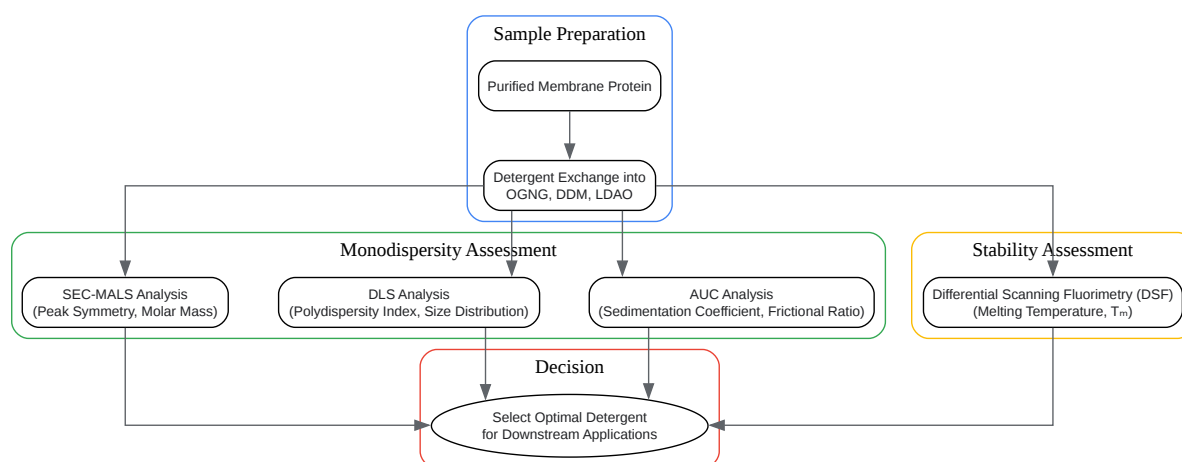 Sample Preparation
Purified Membrane Protein
Detergent Exchange into
OGNG, DDM, LDAO
Monodispersity Assessment
Stability Assessment
SEC-MALS Analysis
(Peak Symmetry, Molar Mass)
DLS Analysis
(Polydispersity Index, Size Distribution)
AUC Analysis
(Sedimentation Coefficient, Frictional Ratio)
Differential Scanning Fluorimetry (DSF)
(Melting Temperature, Tₘ)
Decision
Select Optimal Detergent
for Downstream Applications